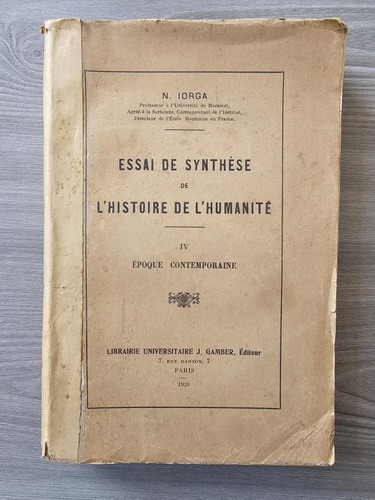 N. IORGA
Professeur à l'Université de Bucarest,
Agréé à la Sorbonne, Correspondant de l'Institut,
Directeur de l'École Roumaine en France.
ESSAI DE SYNTHÈSE
DE
L'HISTOIRE DE L'HUMANITÉ
IV
ÉPOQUE CONTEMPORAINE
LIBRAIRIE UNIVERSITAIRE J. GAMBER, Éditeur
7, RUE DANTON, 7
PARIS
1928